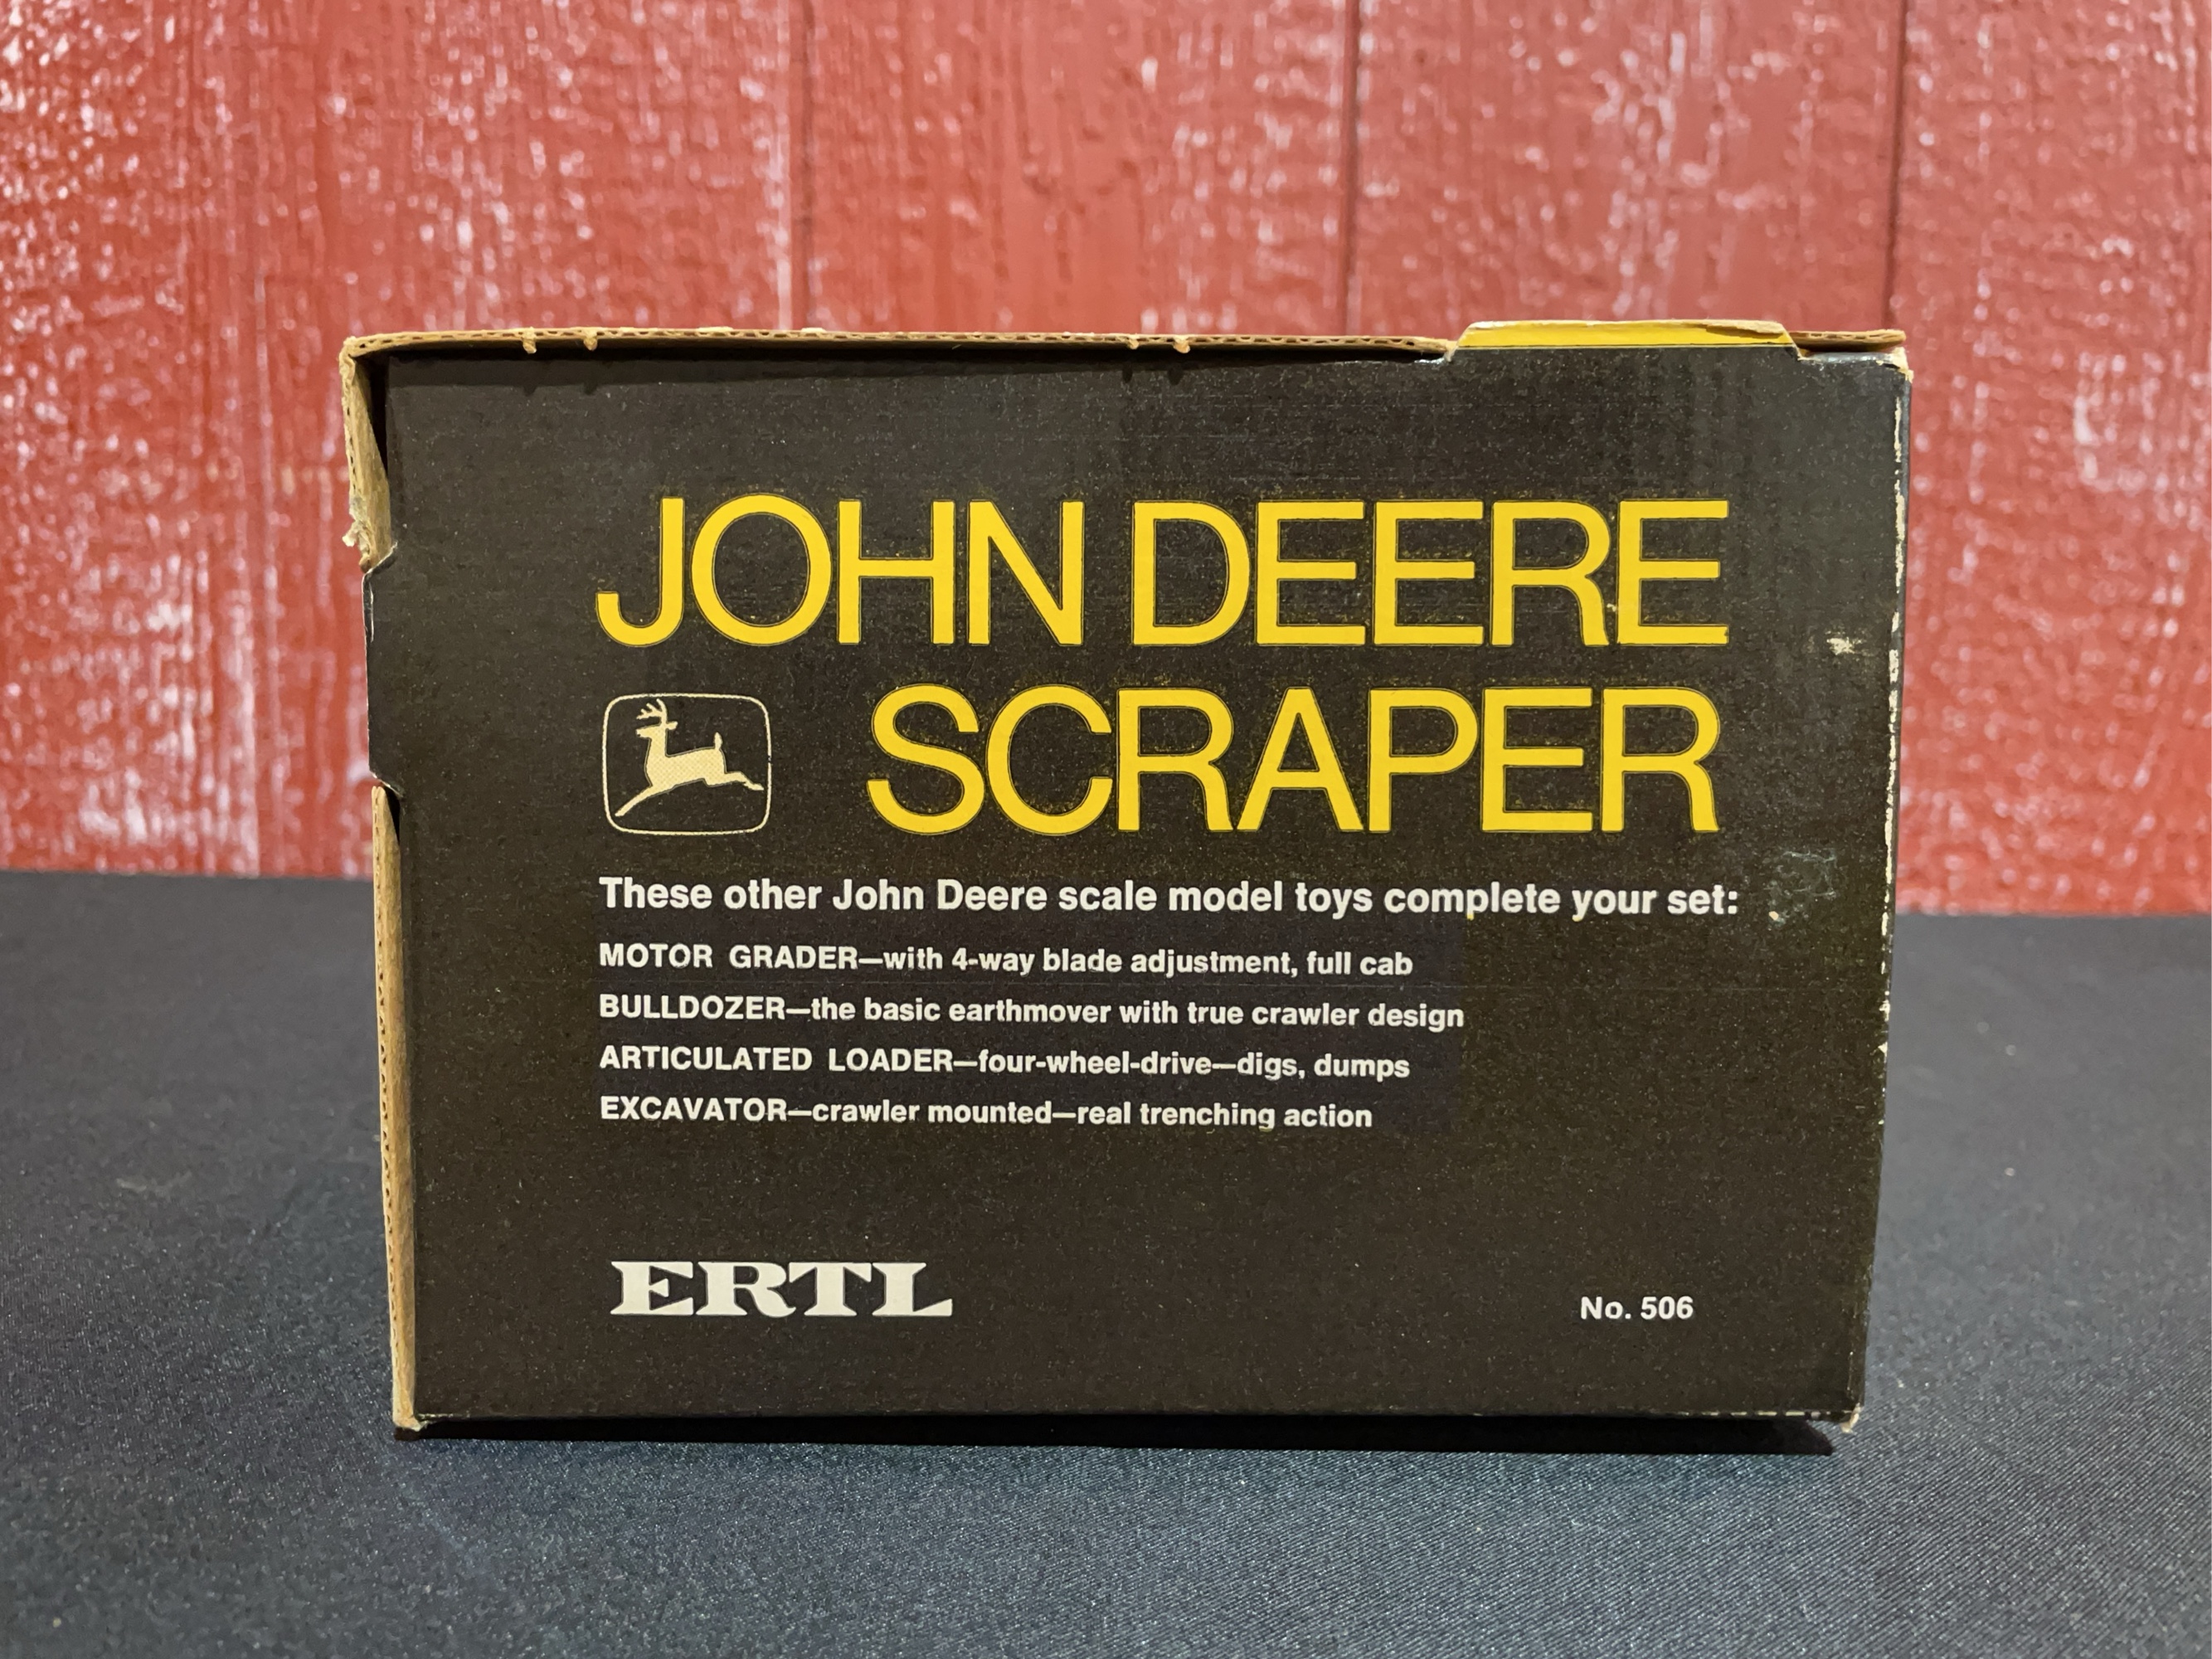 JOHN DEERE
SCRAPER
These other John Deere scale model toys complete your set:
MOTOR GRADER—with 4-way blade adjustment, full cab
BULLDOZER—the basic earthmover with true crawler design
ARTICULATED LOADER—four-wheel-drive—digs, dumps
EXCAVATOR—crawler mounted—real trenching action
ERTL
No. 506